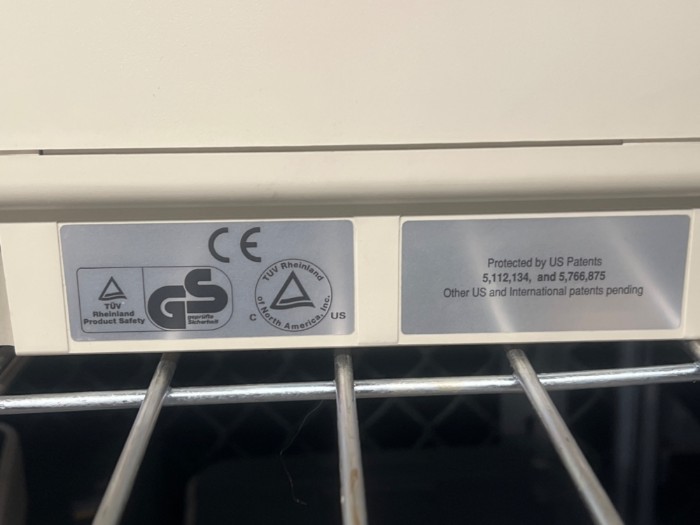 CE
TÜV
Rheinland
Product Safety
GS
geprüfte
Sicherheit
TÜV Rheinland
of North America, Inc.
C US
Protected by US Patents
5,112,134, and 5,766,875
Other US and International patents pending